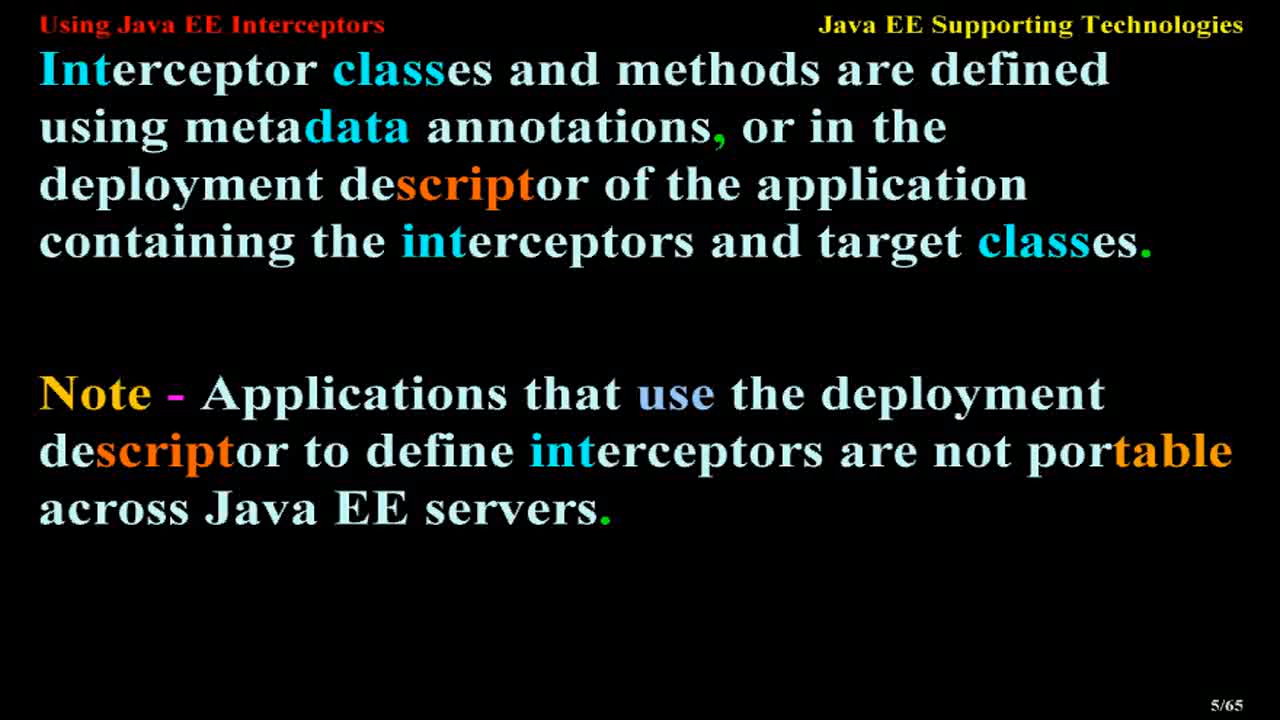 Using Java EE Interceptors
Java EE Supporting Technologies
Interceptor classes and methods are defined
using metadata annotations, or in the
deployment descriptor of the application
containing the interceptors and target classes.
Note - Applications that use the deployment
descriptor to define interceptors are not portable
across Java EE servers.
5/65